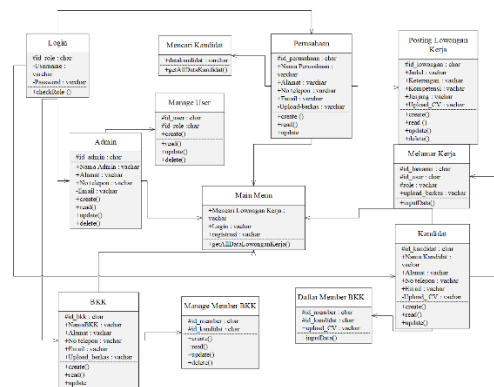 Login
#id_role : char
+Username :
varchar
-Password : varchar
+checkRole ()
Mencari Kandidat
+datakandidat : varchar
+getAllDataKandidat()
Perusahaan
#id_perusahaan : char
+Nama Perusahaan :
varchar
+Alamat : varchar
+No telepon : varchar
+Email : varchar
-Upload berkas : varchar
+create ()
+read()
+update
Posting Lowongan
Kerja
#id_lowongan : char
+Judul : varchar
+Keterangan : varchar
+Kompetensi : varchar
+Jenjang : varchar
+Upload_CV : varchar
+create()
+read ()
+update()
+delete()
Manage User
#id_user : char
#id_role : char
+create()
+read()
+update()
+delete()
Admin
#id_admin : char
+Nama Admin : varchar
+Alamat : varchar
+No telepon : varchar
-Email : varchar
+create()
+read()
+update()
+delete()
Main Menu
+Mencari Lowongan Kerja :
varchar
+Login : varchar
+registrasi : varchar
+getAllDataLowonganKerja()
Melamar Kerja
#id_lamaran : char
#id_user : char
#role : varchar
+upload_berkas : varchar
+inputData()
Kandidat
#id_kandidat : char
+Nama Kandidat :
varchar
+Alamat : varchar
+No telepon : varchar
+Email : varchar
-Upload_CV : varchar
+create()
+read()
+update()
BKK
#id_bkk : char
+NamaBKK : varchar
+Alamat : varchar
+No telepon : varchar
+Email : varchar
+Upload_berkas : varchar
+create()
+read()
+update
Manage Member BKK
#id_member : char
#id_kandidat : char
+create()
+read()
+update()
+delete()
Daftar Member BKK
#id_member : char
#id_kandidat : char
+upload_CV : varchar
inputData()